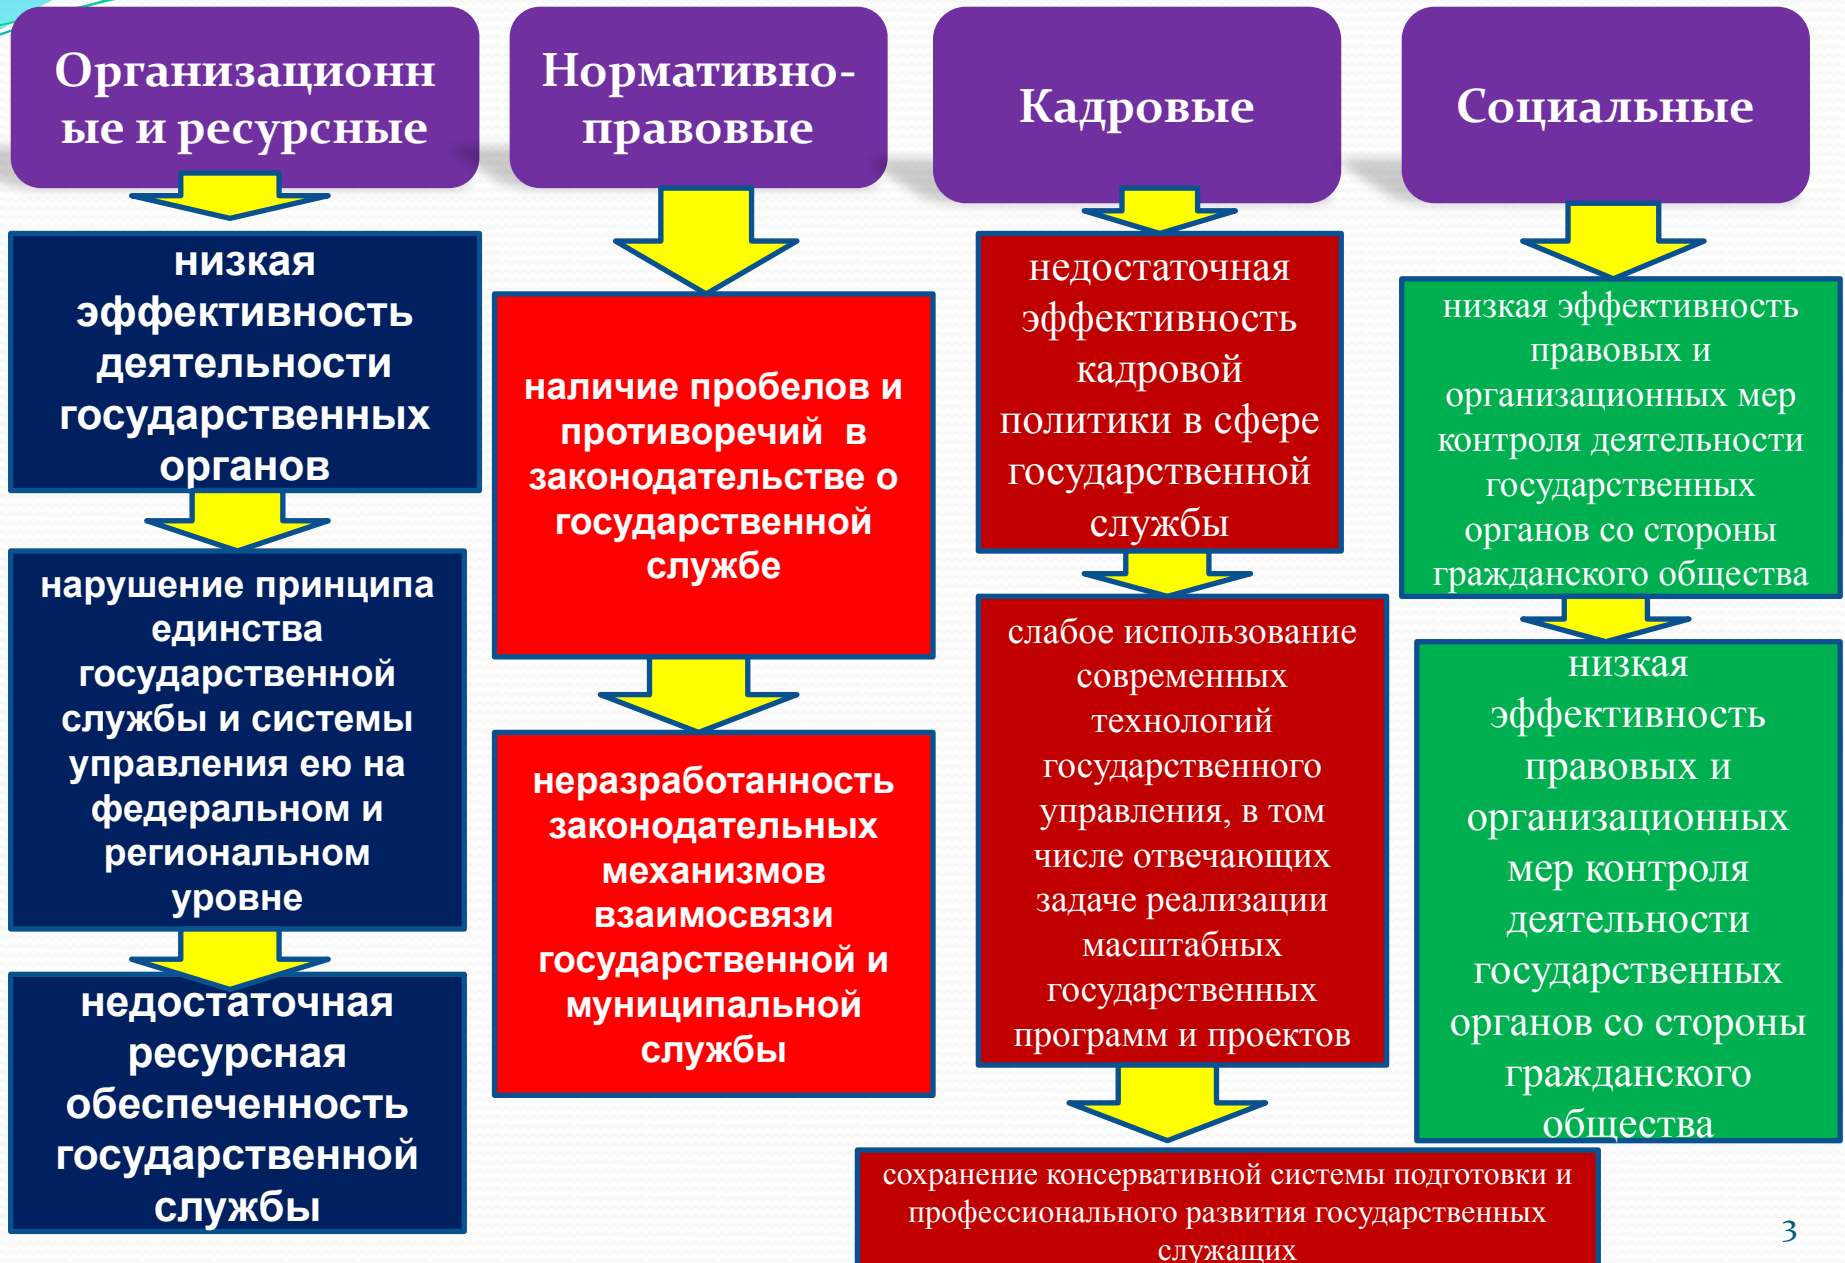 Организационн
ые и ресурсные
низкая
эффективность
деятельности
государственных
органов
нарушение принципа
единства
государственной
службы и системы
управления ею на
федеральном и
региональном
уровне
недостаточная
ресурсная
обеспеченность
государственной
службы
Нормативно-
правовые
наличие пробелов и
противоречий  в
законодательстве о
государственной
службе
неразработанность
законодательных
механизмов
взаимосвязи
государственной и
муниципальной
службы
Кадровые
недостаточная
эффективность
кадровой
политики в сфере
государственной
службы
слабое использование
современных
технологий
государственного
управления, в том
числе отвечающих
задаче реализации
масштабных
государственных
программ и проектов
сохранение консервативной системы подготовки и
профессионального развития государственных
служащих
Социальные
низкая эффективность
правовых и
организационных мер
контроля деятельности
государственных
органов со стороны
гражданского общества
низкая
эффективность
правовых и
организационных
мер контроля
деятельности
государственных
органов со стороны
гражданского
общества
3